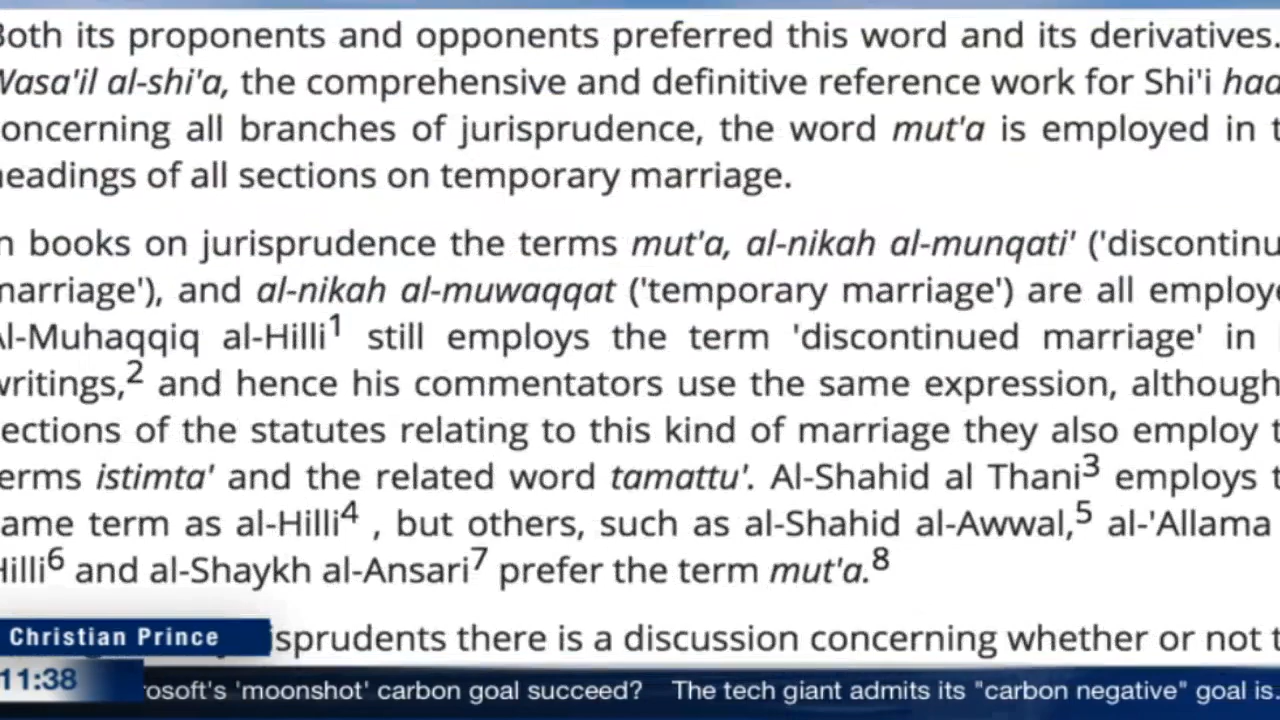 Both its proponents and opponents preferred this word and its derivatives.
Wasa'il al-shi'a, the comprehensive and definitive reference work for Shi'i
concerning all branches of jurisprudence, the word mut'a is employed in
headings of all sections on temporary marriage.
In books on jurisprudence the terms mut'a, al-nikah al-munqati'
marriage'), and al-nikah al-muwaqqat ('temporary marriage') are all
Al-Muhaqqiq al-Hilli1 still employs the term 'discontinued marriage' in
writings,2 and hence his commentators use the same expression, although
sections of the statutes relating to this kind of marriage they also employ
terms istimta' and the related word tamattu'. Al-Shahid al Thani3 employs
same term as al-Hilli4 , but others, such as al-Shahid al-Awwal,5 al-'Allama
Hilli6 and al-Shaykh al-Ansari7 prefer the term mut'a.8
there is a discussion concerning whether or not
Christian Prince
11:38
'moonshot' carbon goal succeed? The tech giant admits its "carbon negative" goal is.